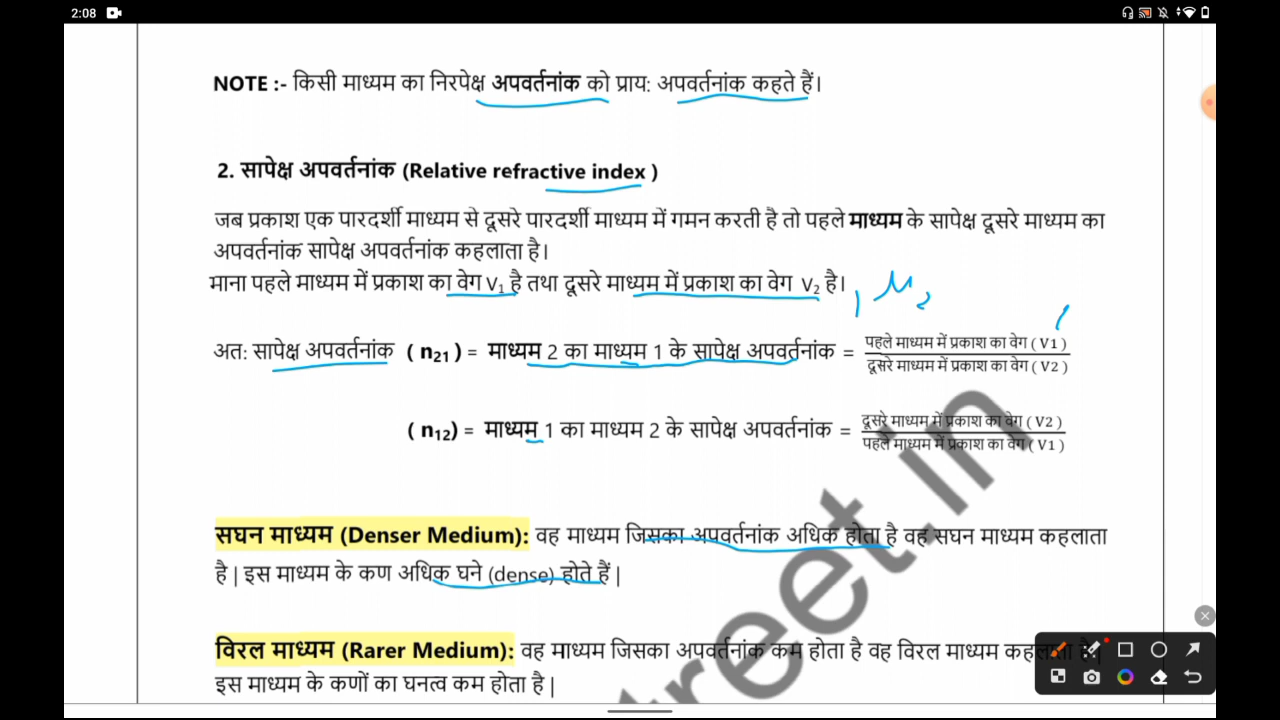 2:08
NOTE :- किसी माध्यम का निरपेक्ष अपवर्तनांक को प्राय: अपवर्तनांक कहते हैं।
2. सापेक्ष अपवर्तनांक (Relative refractive index )
जब प्रकाश एक पारदर्शी माध्यम से दूसरे पारदर्शी माध्यम में गमन करती है तो पहले माध्यम के सापेक्ष दूसरे माध्यम का
अपवर्तनांक सापेक्ष अपवर्तनांक कहलाता है।
माना पहले माध्यम में प्रकाश का वेग v₁ है तथा दूसरे माध्यम में प्रकाश का वेग v₂ है।
₁μ₂
अत: सापेक्ष अपवर्तनांक ( n₂₁ ) = माध्यम 2 का माध्यम 1 के सापेक्ष अपवर्तनांक = पहले माध्यम में प्रकाश का वेग ( V1 )
दूसरे माध्यम में प्रकाश का वेग ( V2 )
( n₁₂) = माध्यम 1 का माध्यम 2 के सापेक्ष अपवर्तनांक = दूसरे माध्यम में प्रकाश का वेग ( V2 )
पहले माध्यम में प्रकाश का वेग ( V1 )
सघन माध्यम (Denser Medium): वह माध्यम जिसका अपवर्तनांक अधिक होता है वह सघन माध्यम कहलाता
है | इस माध्यम के कण अधिक घने (dense) होते हैं |
विरल माध्यम (Rarer Medium): वह माध्यम जिसका अपवर्तनांक कम होता है वह विरल माध्यम कहलाता है |
इस माध्यम के कणों का घनत्व कम होता है |
treet.in